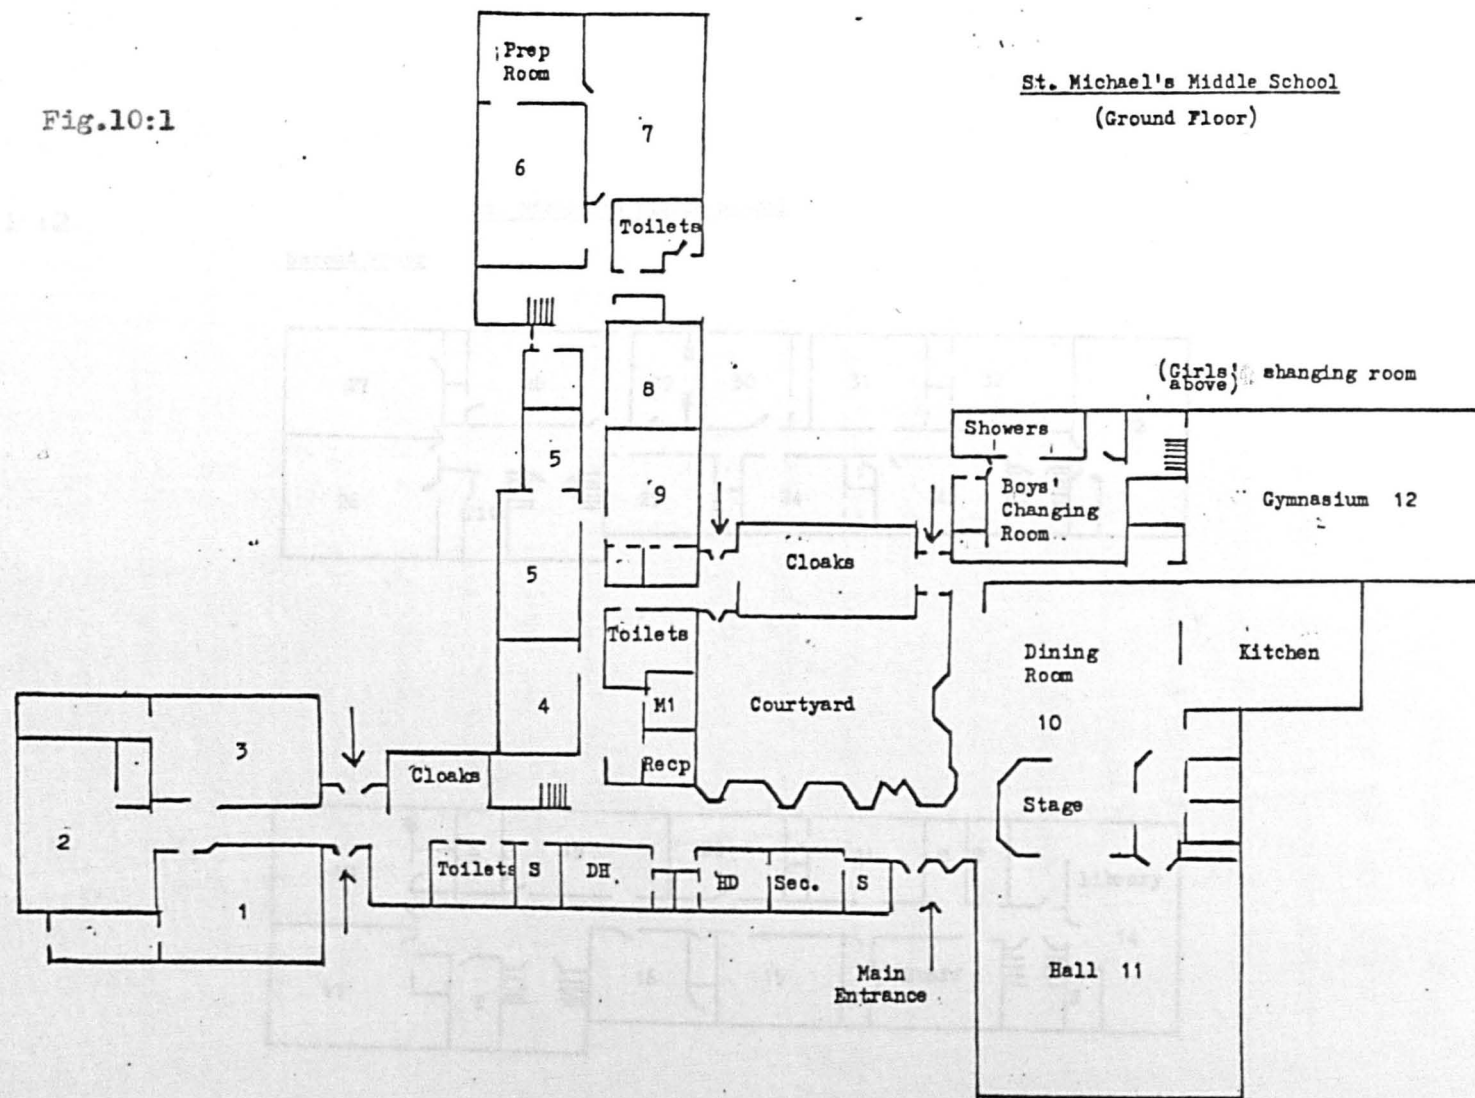 Fig.10:1
St. Michael's Middle School
(Ground Floor)
Prep
Room
7
6
Toilets
8
(Girls' changing room
above)
Showers
5
Boys'
Changing
Room
Gymnasium 12
9
Cloaks
5
Toilets
Dining
Room
Kitchen
M1
Courtyard
4
10
3
Cloaks
Recp
Stage
2
Toilets
S
DH
HD
Sec.
S
1
Main
Entrance
Hall 11
library